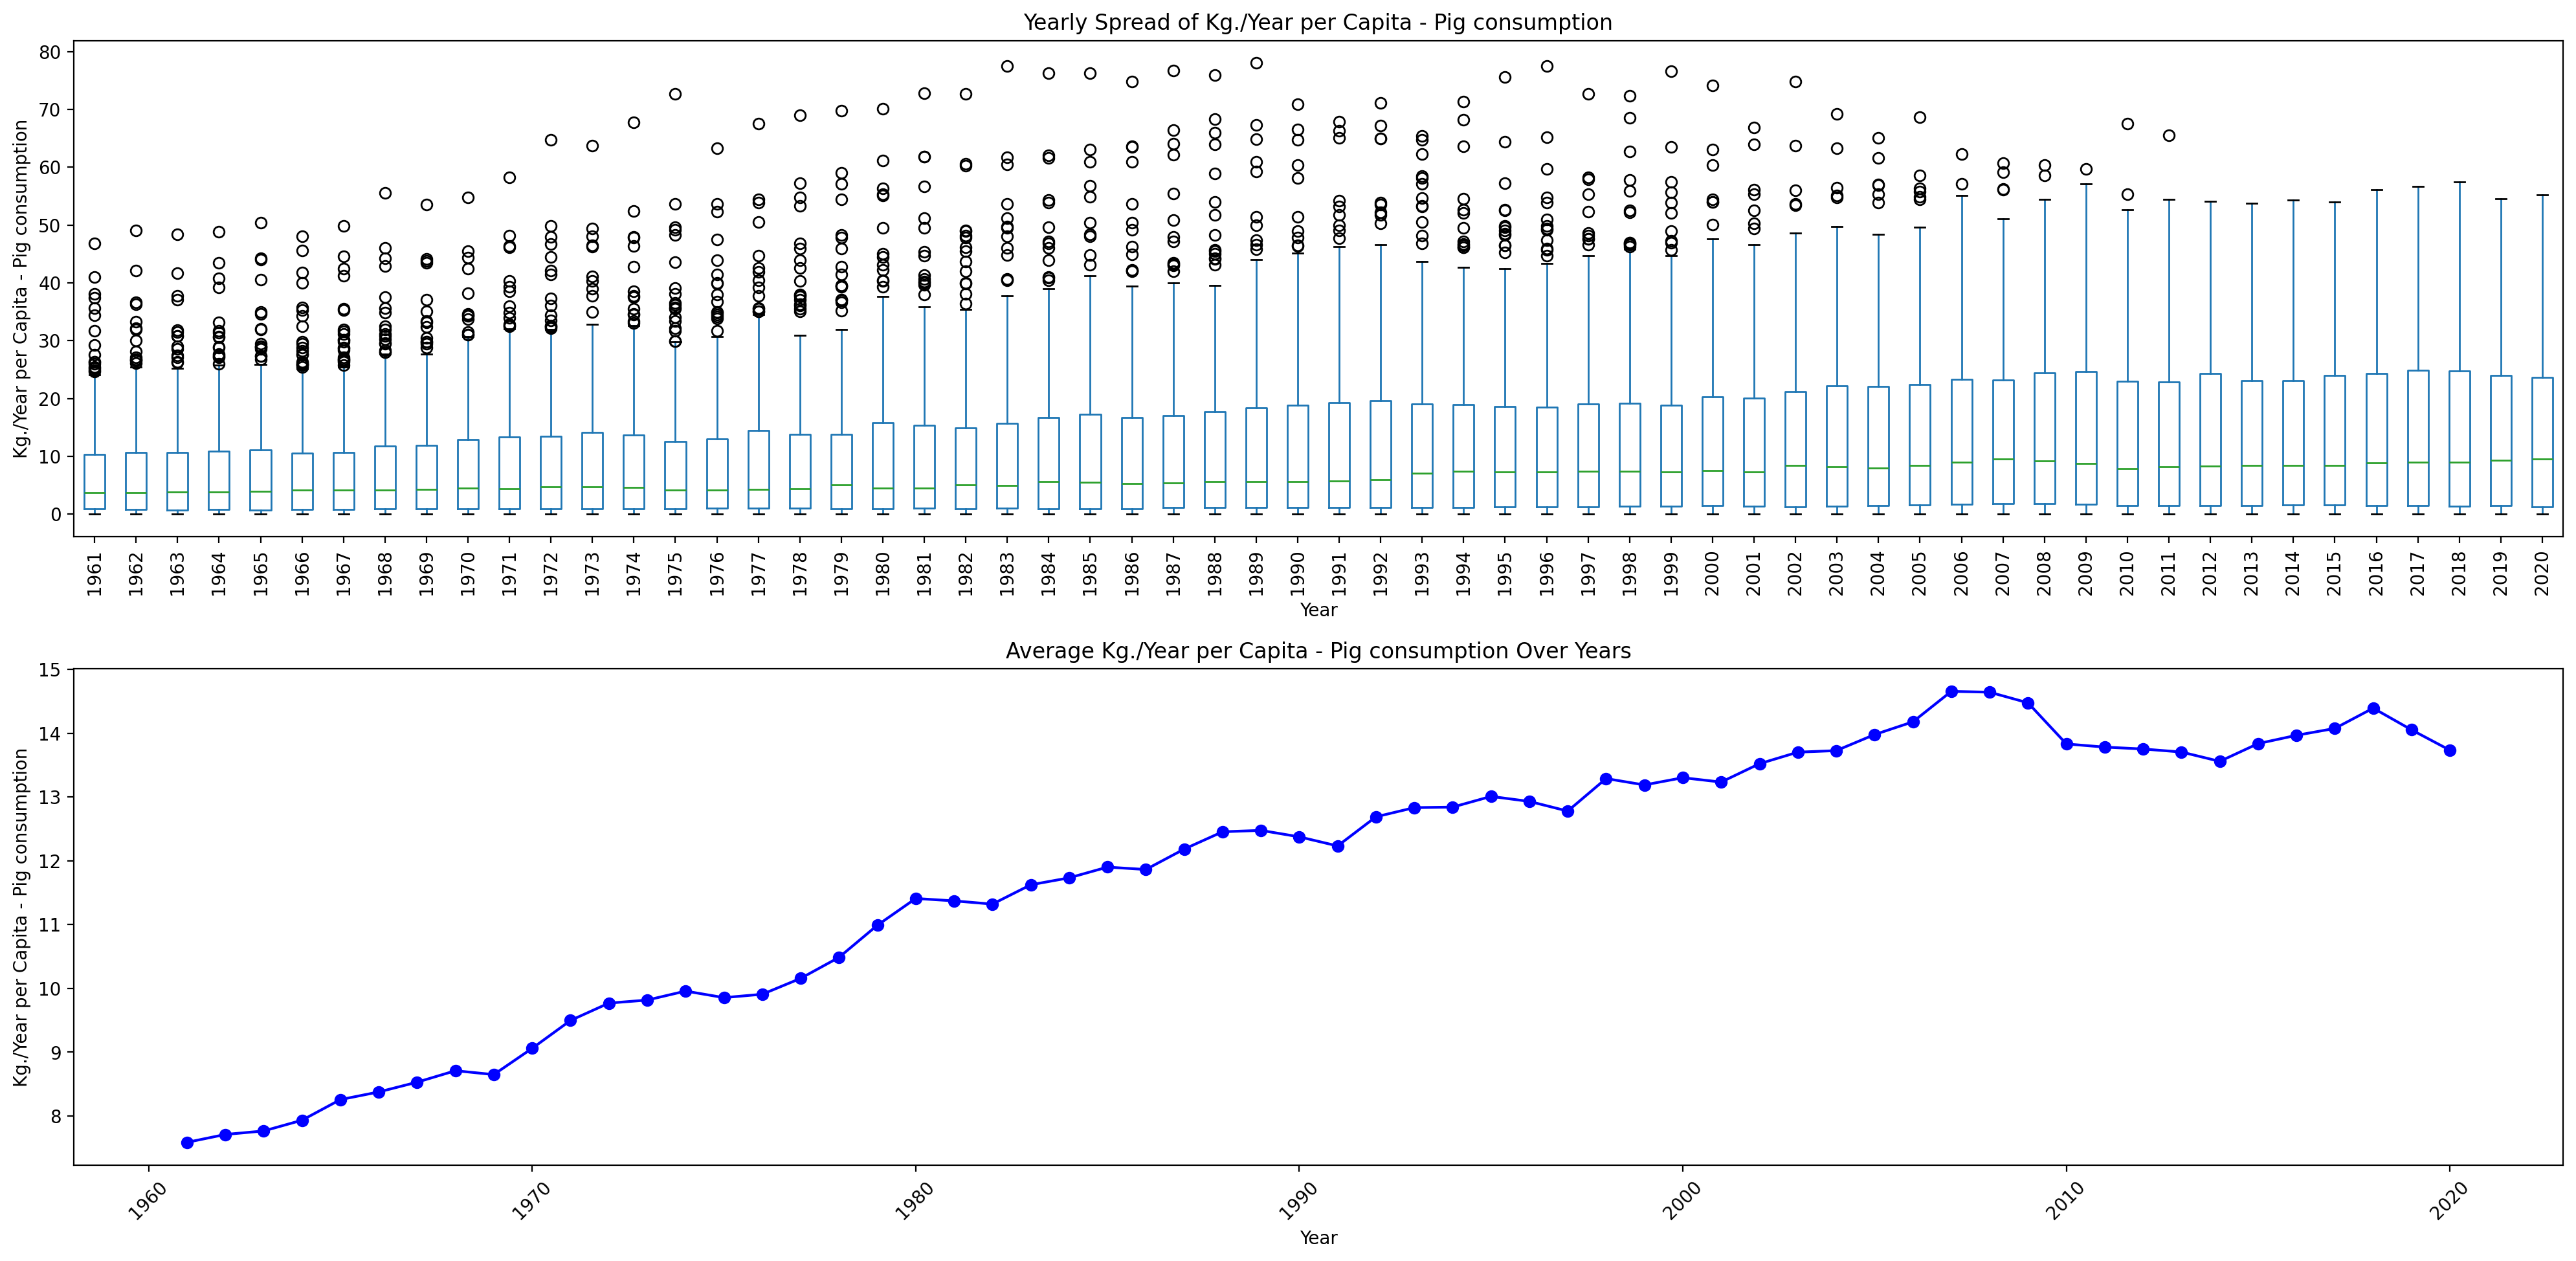 Yearly Spread of Kg./Year per Capita - Pig consumption
Kg./Year per Capita - Pig consumption
80
70
60
50
40
30
20
10
0
1961 1962 1963 1964 1965 1966 1967 1968 1969 1970 1971 1972 1973 1974 1975 1976 1977 1978 1979 1980 1981 1982 1983 1984 1985 1986 1987 1988 1989 1990 1991 1992 1993 1994 1995 1996 1997 1998 1999 2000 2001 2002 2003 2004 2005 2006 2007 2008 2009 2010 2011 2012 2013 2014 2015 2016 2017 2018 2019 2020
Year
Average Kg./Year per Capita - Pig consumption Over Years
Kg./Year per Capita - Pig consumption
15
14
13
12
11
10
9
8
1960 1970 1980 1990 2000 2010 2020
Year